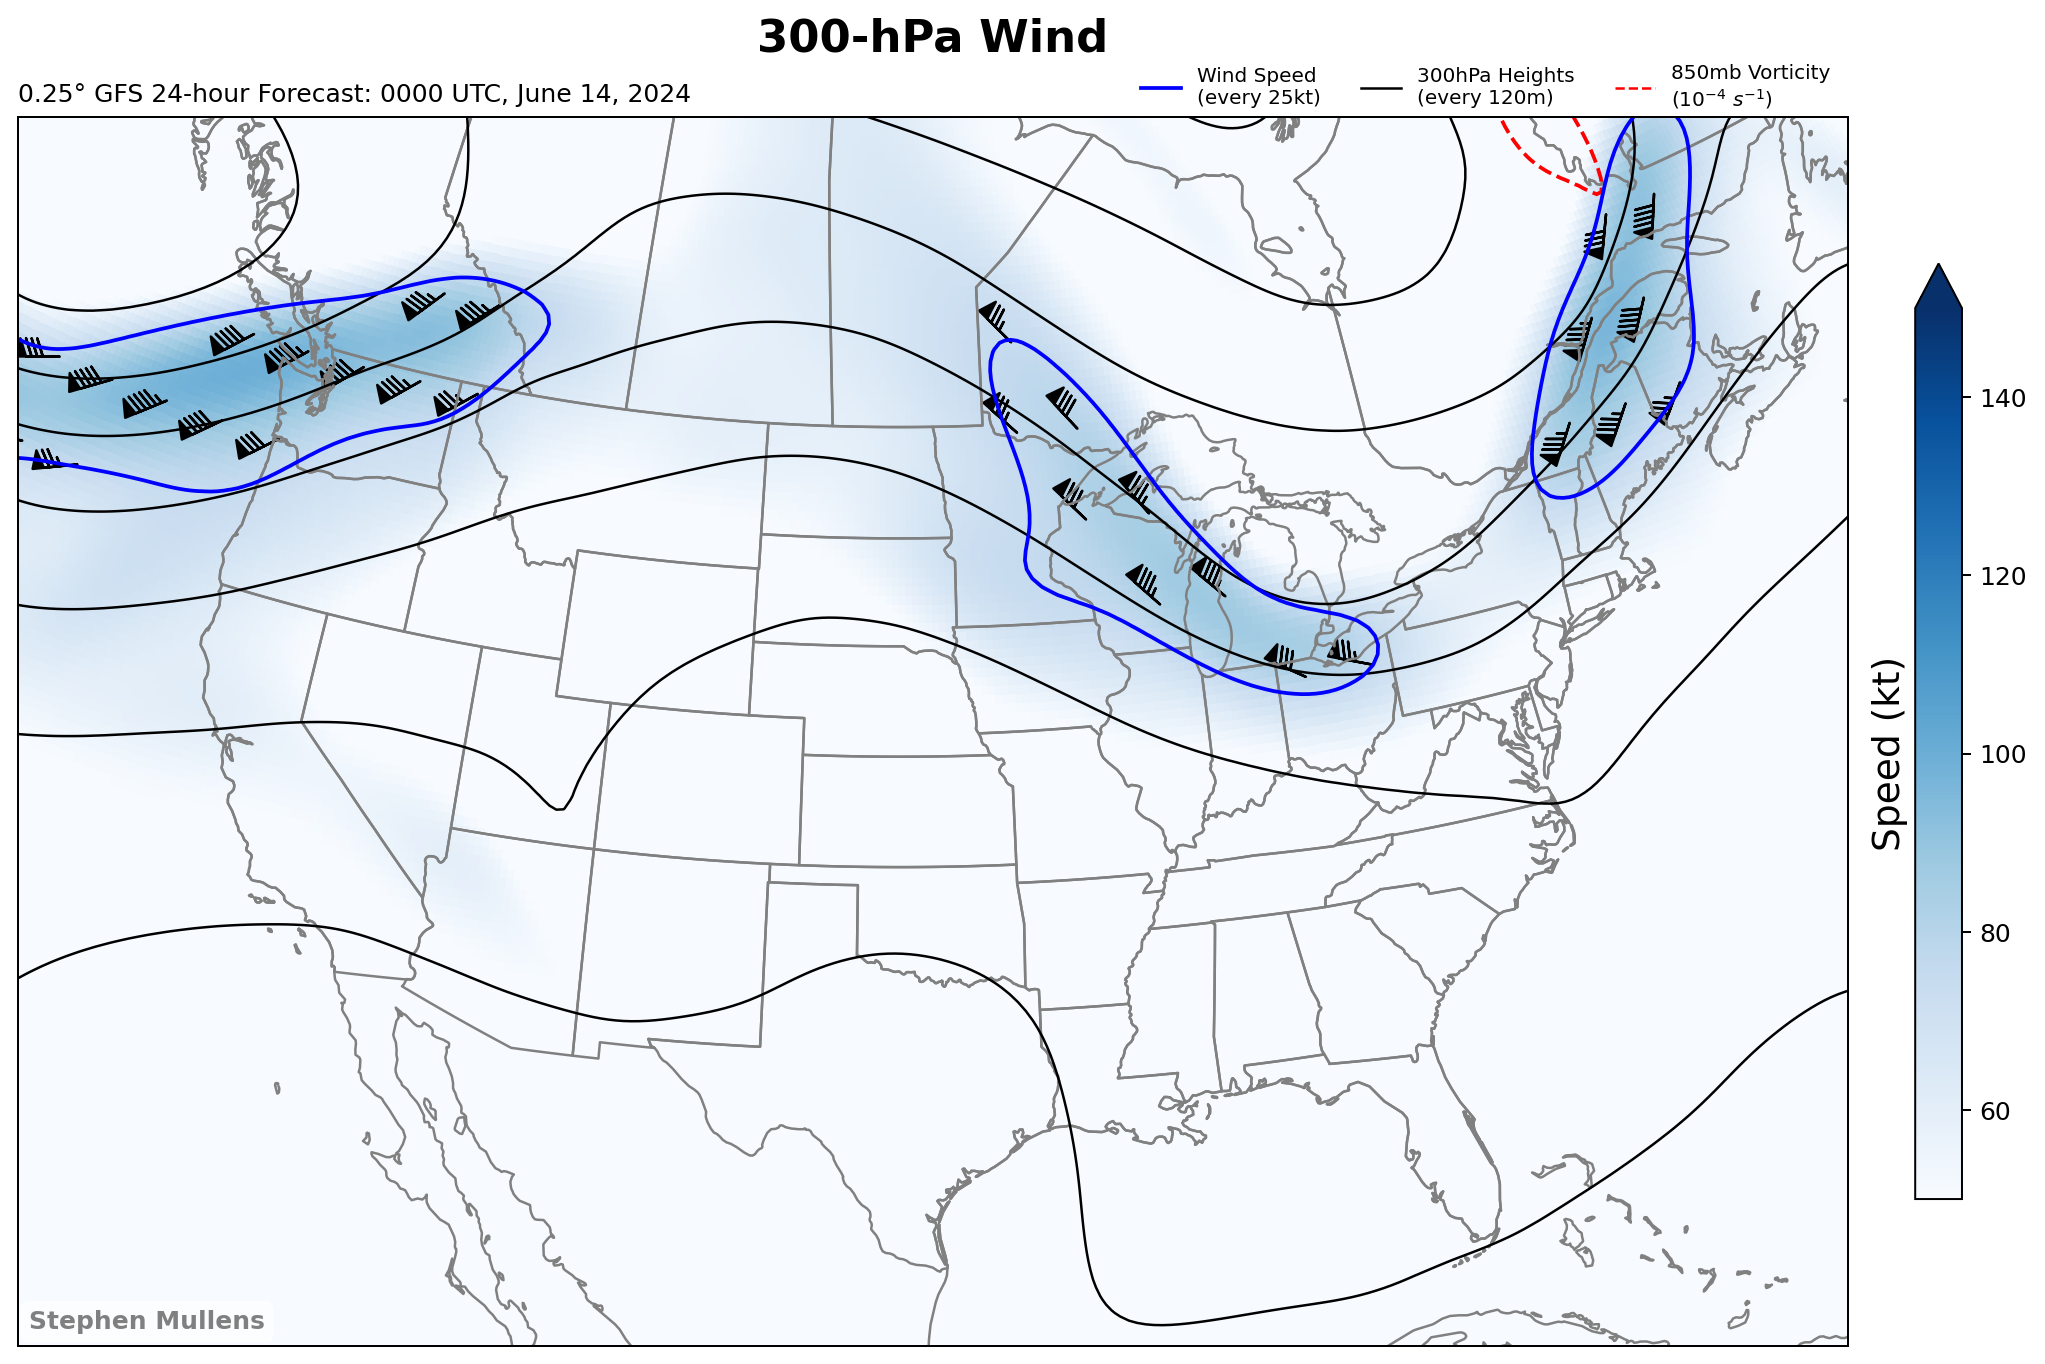 300-hPa Wind
0.25° GFS 24-hour Forecast: 0000 UTC, June 14, 2024
Wind Speed
(every 25kt)
300hPa Heights
(every 120m)
850mb Vorticity
(10⁻⁴ s⁻¹)
140
120
100
80
60
Speed (kt)
Stephen Mullens